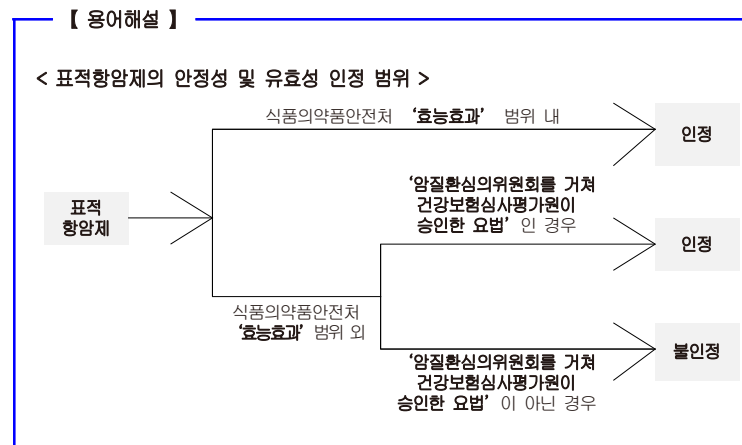 【 용어해설 】
< 표적항암제의 안정성 및 유효성 인정 범위 >
식품의약품안전처 '효능효과' 범위 내
인정
표적
항암제
'암질환심의위원회를 거쳐
건강보험심사평가원이
승인한 요법' 인 경우
인정
식품의약품안전처
'효능효과' 범위 외
불인정
'암질환심의위원회를 거쳐
건강보험심사평가원이
승인한 요법' 이 아닌 경우